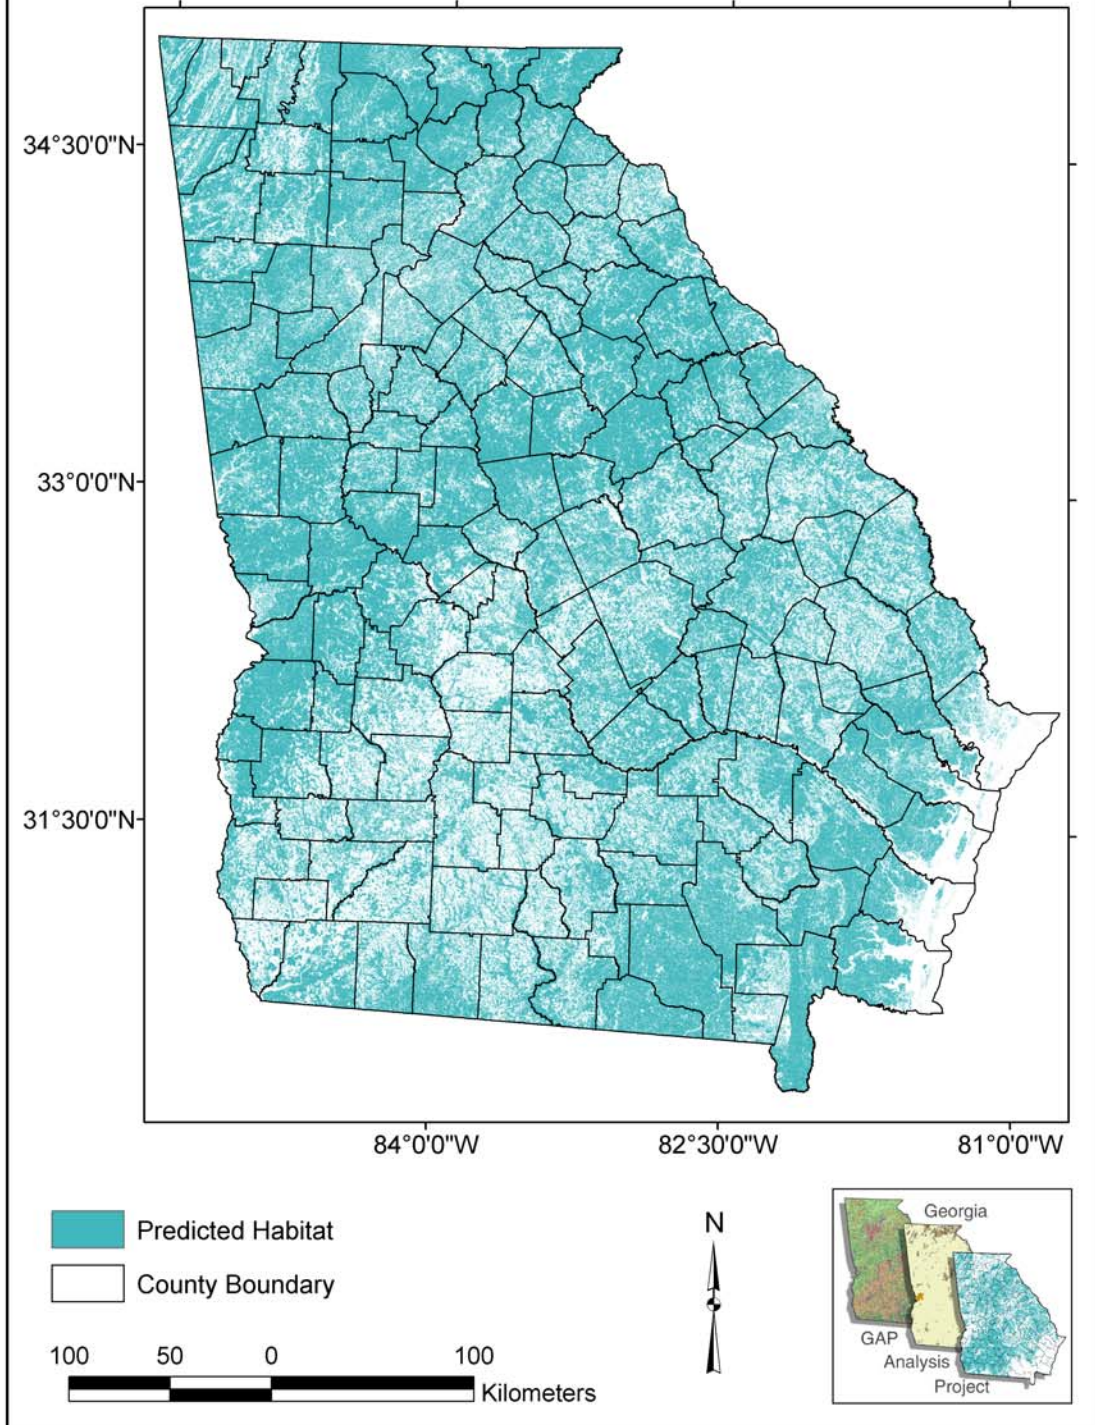 34°30'0"N
33°0'0"N
31°30'0"N
84°0'0"W
82°30'0"W
81°0'0"W
Predicted Habitat
County Boundary
100
50
0
100
Kilometers
N
Georgia
GAP
Analysis
Project